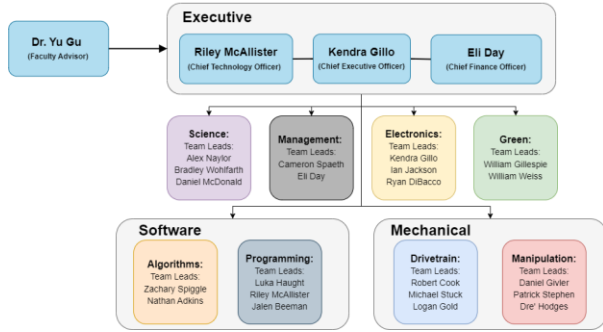 Executive
Dr. Yu Gu
(Faculty Advisor)
Riley McAllister
(Chief Technology Officer)
Kendra Gillo
(Chief Executive Officer)
Eli Day
(Chief Finance Officer)
Science:
Team Leads:
Alex Naylor
Bradley Wohlfarth
Daniel McDonald
Management:
Team Leads:
Cameron Spaeth
Eli Day
Electronics:
Team Leads:
Kendra Gillo
Ian Jackson
Ryan DiBacco
Green:
Team Leads:
William Gillespie
William Weiss
Software
Algorithms:
Team Leads:
Zachary Spiggle
Nathan Adkins
Programming:
Team Leads:
Luka Haught
Riley McAllister
Jalen Beeman
Mechanical
Drivetrain:
Team Leads:
Robert Cook
Michael Stuck
Logan Gold
Manipulation:
Team Leads:
Daniel Givler
Patrick Stephen
Dre' Hodges